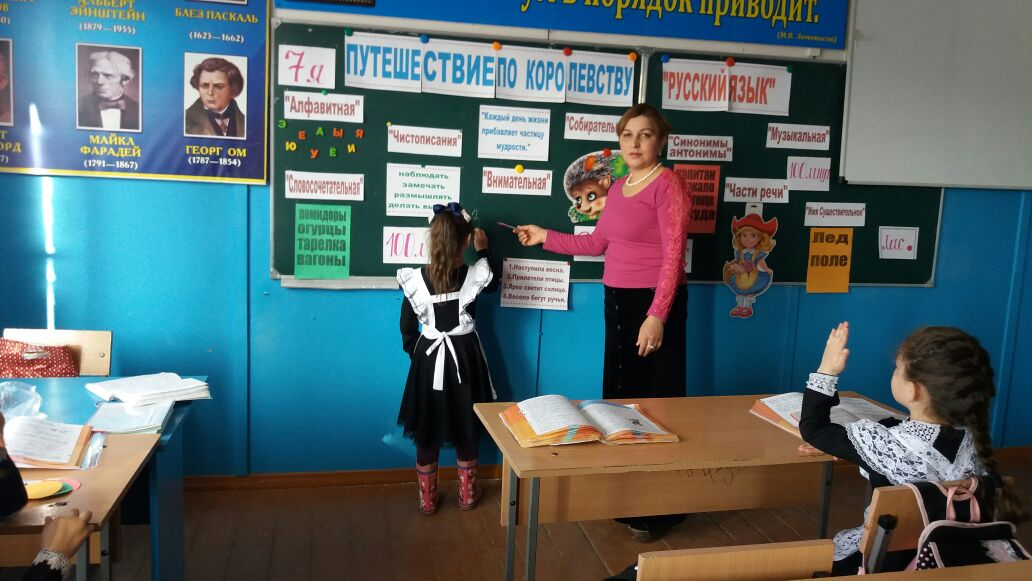 АЛЬБЕРТ
ЭЙНШТЕЙН
(1879—1955)
БЛЕЗ ПАСКАЛЬ
(1623—1662)
МАЙКЛ
ФАРАДЕЙ
(1791—1867)
ГЕОРГ ОМ
(1787—1854)
в порядок приводит.
(М.В. Ломоносов)
ПУТЕШЕСТВИЕ ПО КОРОЛЕВСТВУ
"РУССКИЙ ЯЗЫК"
"Алфавитная"
"Чистописания"
"Каждый день жизни
прибавляет частицу
мудрости."
"Синонимы
антонимы"
"Музыкальная"
наблюдать
замечать
размышлять
делать
"Внимательная"
"Словосочетательная"
"Части речи"
"Имя Существительное"
помидоры
огурцы
тарелка
вагоны
1.Наступила весна.
2.Прилетели птицы.
3.Ярко светит солнце.
4.Весело бегут ручьи.
Лед
поле